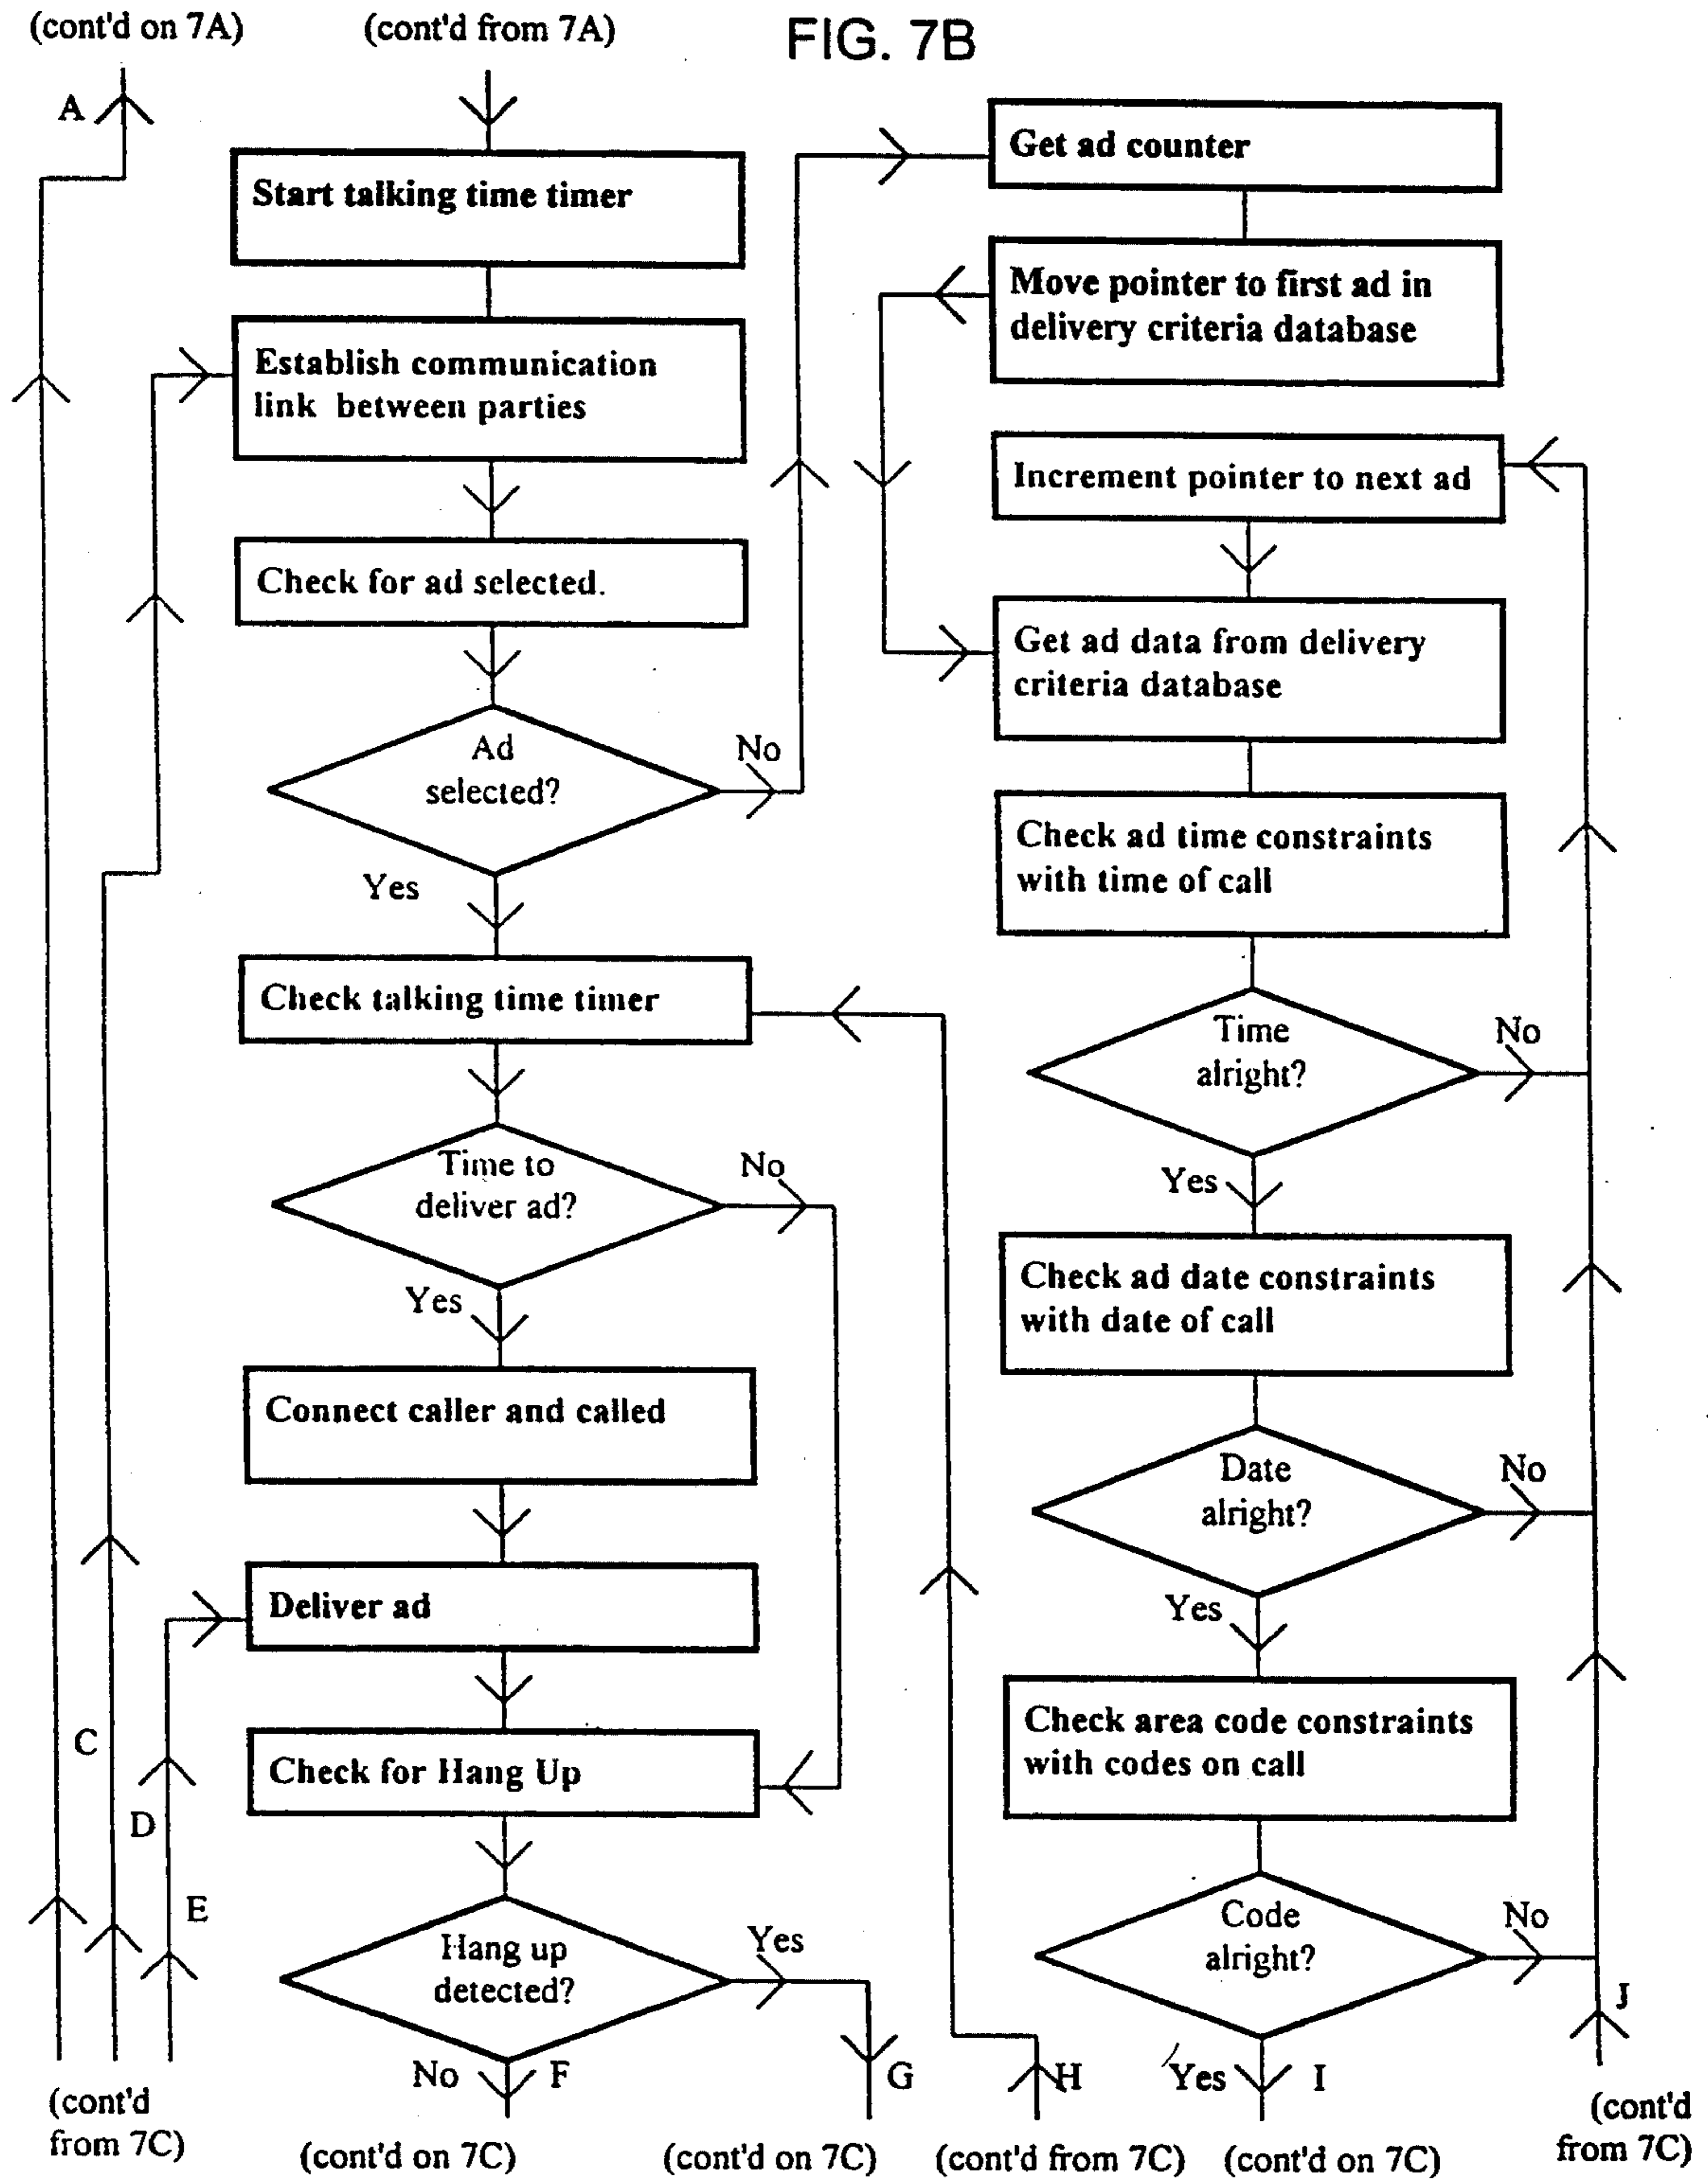 (cont'd on 7A)
(cont'd from 7A)
FIG. 7B
A
Start talking time timer
Establish communication
link between parties
Check for ad selected.
Ad
selected?
No
Yes
Check talking time timer
Time to
deliver ad?
No
Yes
Connect caller and called
Deliver ad
Check for Hang Up
Hang up
detected?
Yes
No
F
G
C
D
E
(cont'd
from 7C)
(cont'd on 7C)
(cont'd on 7C)
Get ad counter
Move pointer to first ad in
delivery criteria database
Increment pointer to next ad
Get ad data from delivery
criteria database
Check ad time constraints
with time of call
Time
alright?
No
Yes
Check ad date constraints
with date of call
Date
alright?
No
Yes
Check area code constraints
with codes on call
Code
alright?
No
J
H
Yes
I
(cont'd from 7C)
(cont'd on 7C)
(cont'd
from 7C)